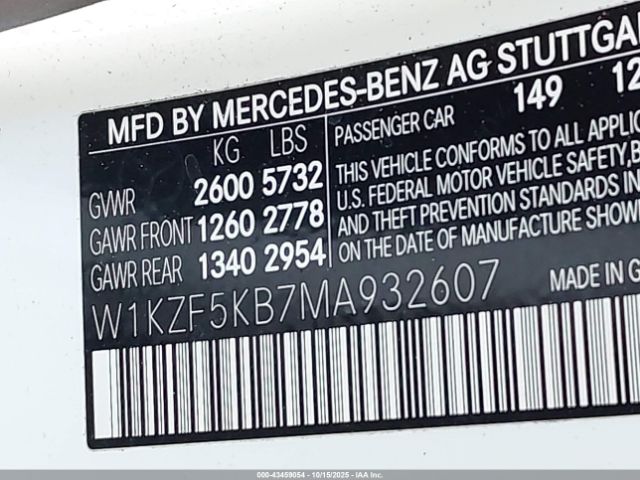 MFD BY MERCEDES-BENZ AG STUTTGA
KG LBS
GVWR 2600 5732
GAWR FRONT 1260 2778
GAWR REAR 1340 2954
PASSENGER CAR 149 12
THIS VEHICLE CONFORMS TO ALL APPLIC
U.S. FEDERAL MOTOR VEHICLE SAFETY, B
AND THEFT PREVENTION STANDARDS IN
ON THE DATE OF MANUFACTURE SHOW
W1KZF5KB7MA932607 MADE IN
000-43459054 - 10/15/2025 - IAA Inc.